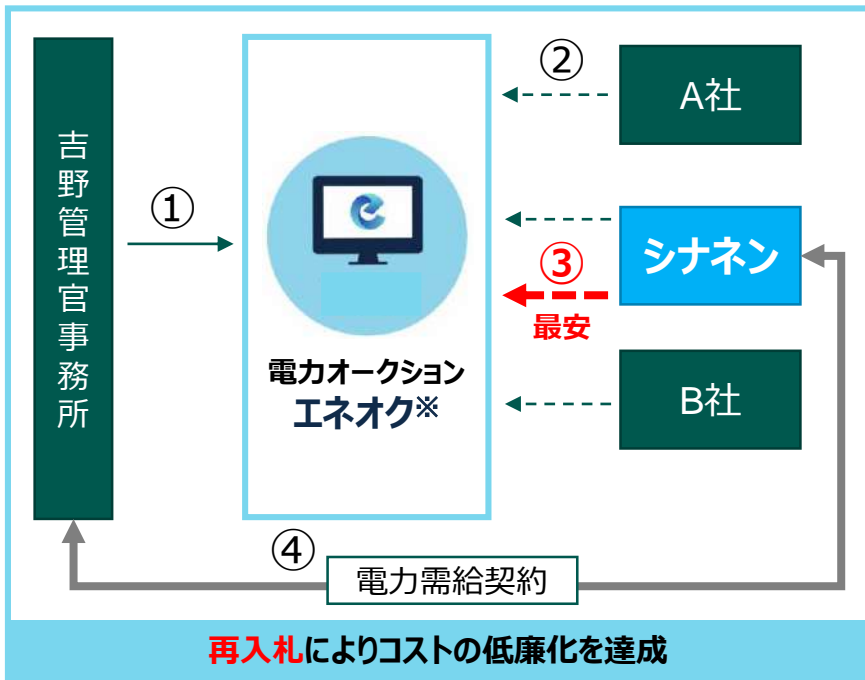 吉野管理官事務所
①
電力オークション
エネオク※
②
A社
シナネン
③
最安
B社
④
電力需給契約
再入札によりコストの低廉化を達成